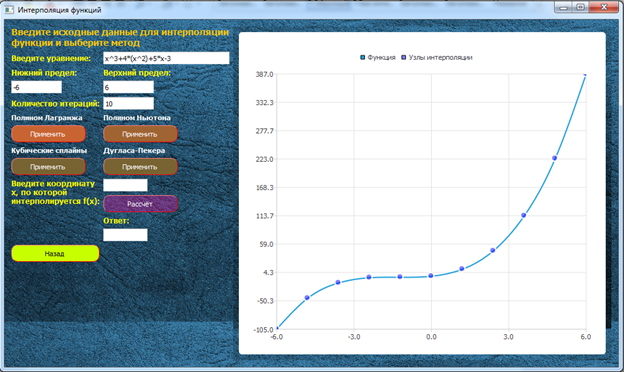 Интерполяция функций
Введите исходные данные для интерполяции
функции и выберите метод
Введите уравнение: x^3+4*(x^2)+5*x-3
Нижний предел: Верхний предел:
-6 6
Количество итераций: 10
Полином Лагранжа Полином Ньютона
Применить Применить
Кубические сплайны Дугласа-Пекера
Применить Применить
Введите координату
x, по которой
интерполируется f(x):
Рассчёт
Ответ:
Назад
Функция Узлы интерполяции
387.0
332.3
277.7
223.0
168.3
113.7
59.0
4.3
-50.3
-105.0
-6.0 -3.0 0.0 3.0 6.0